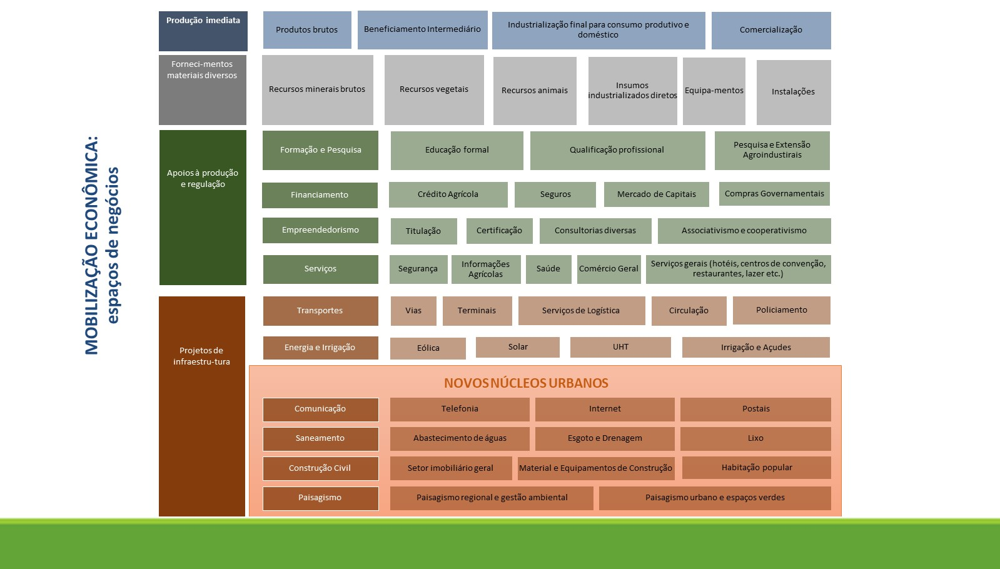 MOBILIZAÇÃO ECONÔMICA:
espaços de negócios
Produção imediata
Produtos brutos
Beneficiamento Intermediário
Industrialização final para consumo produtivo e
doméstico
Comercialização
Forneci-mentos
materiais diversos
Recursos minerais brutos
Recursos vegetais
Recursos animais
Insumos
industrializados diretos
Equipa-mentos
Instalações
Apoios à produção
e regulação
Formação e Pesquisa
Educação formal
Qualificação profissional
Pesquisa e Extensão
Agroindustirais
Financiamento
Crédito Agrícola
Seguros
Mercado de Capitais
Compras Governamentais
Empreendedorismo
Titulação
Certificação
Consultorias diversas
Associativismo e cooperativismo
Serviços
Segurança
Informações
Agrícolas
Saúde
Comércio Geral
Serviços gerais (hotéis, centros de convenção,
restaurantes, lazer etc.)
Projetos de
infraestru-tura
Transportes
Vias
Terminais
Serviços de Logística
Circulação
Policiamento
Energia e Irrigação
Eólica
Solar
UHT
Irrigação e Açudes
NOVOS NÚCLEOS URBANOS
Comunicação
Telefonia
Internet
Postais
Saneamento
Abastecimento de águas
Esgoto e Drenagem
Lixo
Construção Civil
Setor imobiliário geral
Material e Equipamentos de Construção
Habitação popular
Paisagismo
Paisagismo regional e gestão ambiental
Paisagismo urbano e espaços verdes